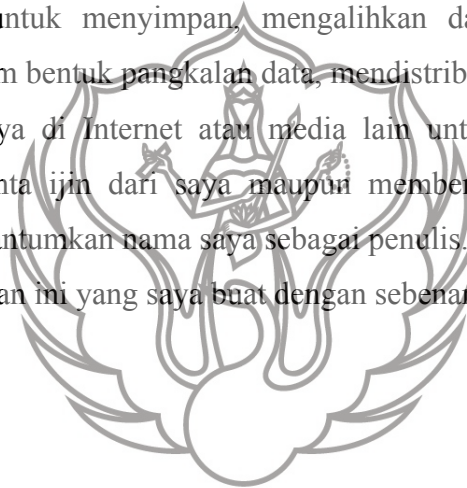 untuk menyimpan, mengalihkan da
m bentuk pangkalan data, mendistrib
ya di Internet atau media lain unt
nta ijin dari saya maupun member
antumkan nama saya sebagai penulis.
an ini yang saya buat dengan sebenar